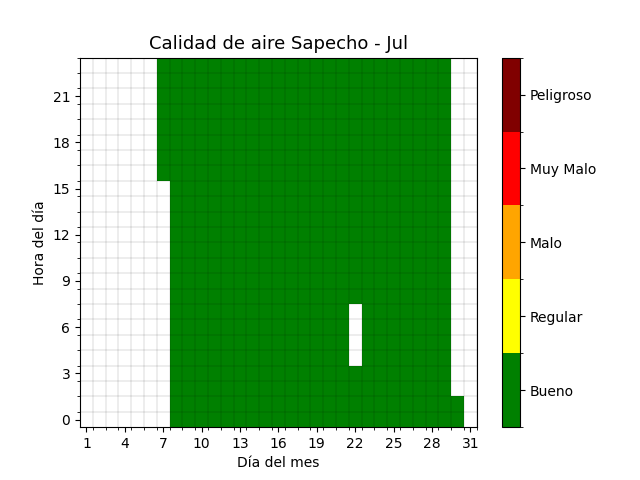 Calidad de aire Sapecho - Jul
Hora del día
21
18
15
12
9
6
3
0
1 4 7 10 13 16 19 22 25 28 31
Día del mes
Peligroso
Muy Malo
Malo
Regular
Bueno